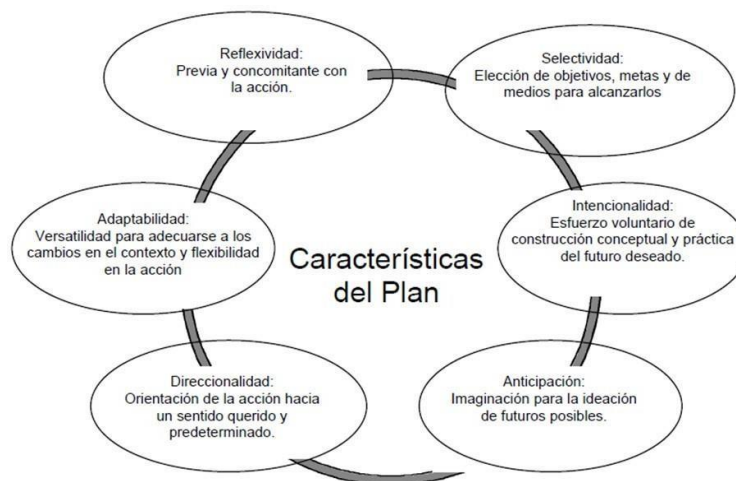 Reflexividad:
Previa y concomitante con
la acción.
Selectividad:
Elección de objetivos, metas y de
medios para alcanzarlos
Adaptabilidad:
Versatilidad para adecuarse a los
cambios en el contexto y flexibilidad
en la acción
Intencionalidad:
Esfuerzo voluntario de
construcción conceptual y práctica
del futuro deseado.
Características
del Plan
Direccionalidad:
Orientación de la acción hacia
un sentido querido y
predeterminado.
Anticipación:
Imaginación para la ideación
de futuros posibles.